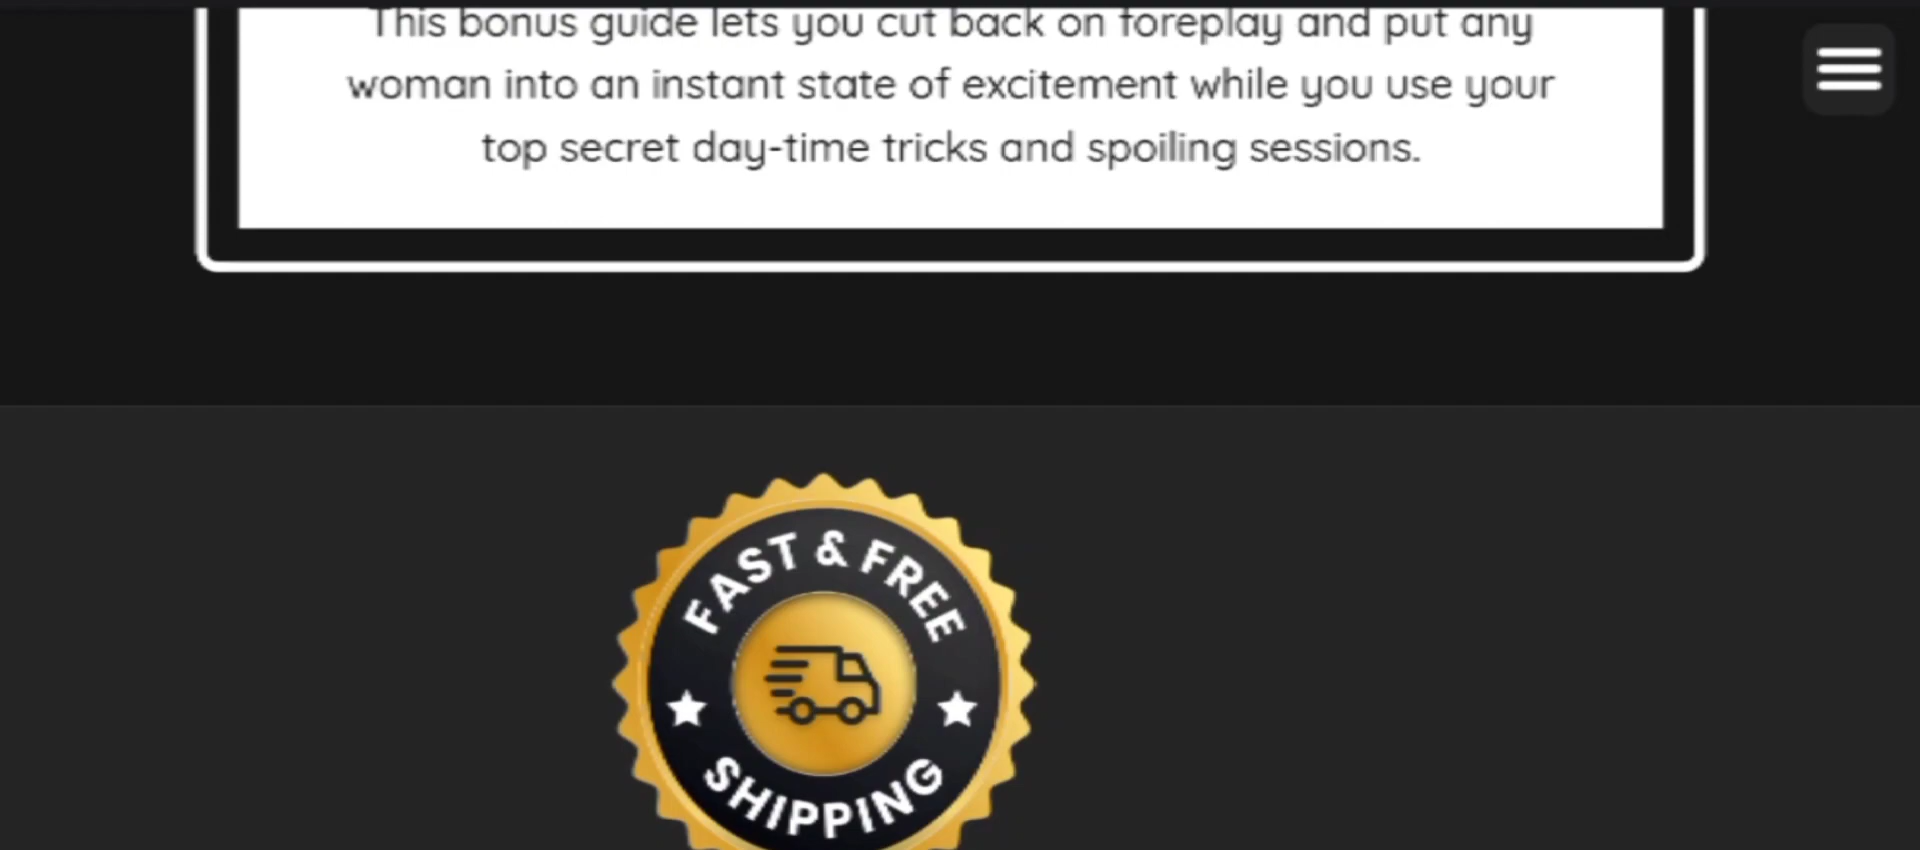 This bonus guide lets you cut back on foreplay and put any
woman into an instant state of excitement while you use your
top secret day-time tricks and spoiling sessions.
FAST & FREE
SHIPPING